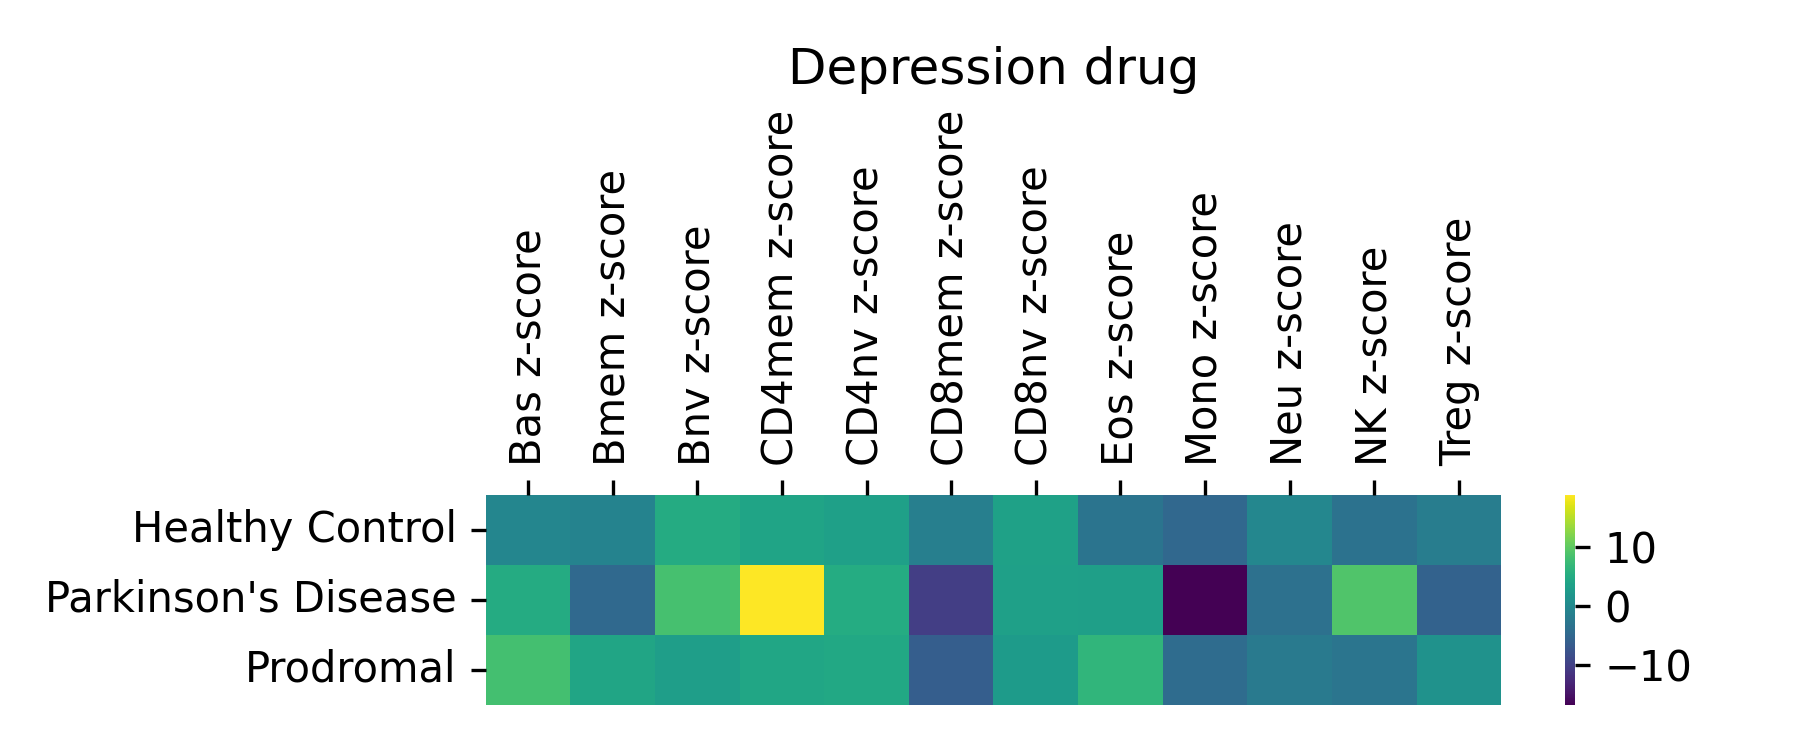 Depression drug
Bas z-score
Bmem z-score
Bnv z-score
CD4mem z-score
CD4nv z-score
CD8mem z-score
CD8nv z-score
Eos z-score
Mono z-score
Neu z-score
NK z-score
Treg z-score
Healthy Control
Parkinson's Disease
Prodromal
10
0
−10